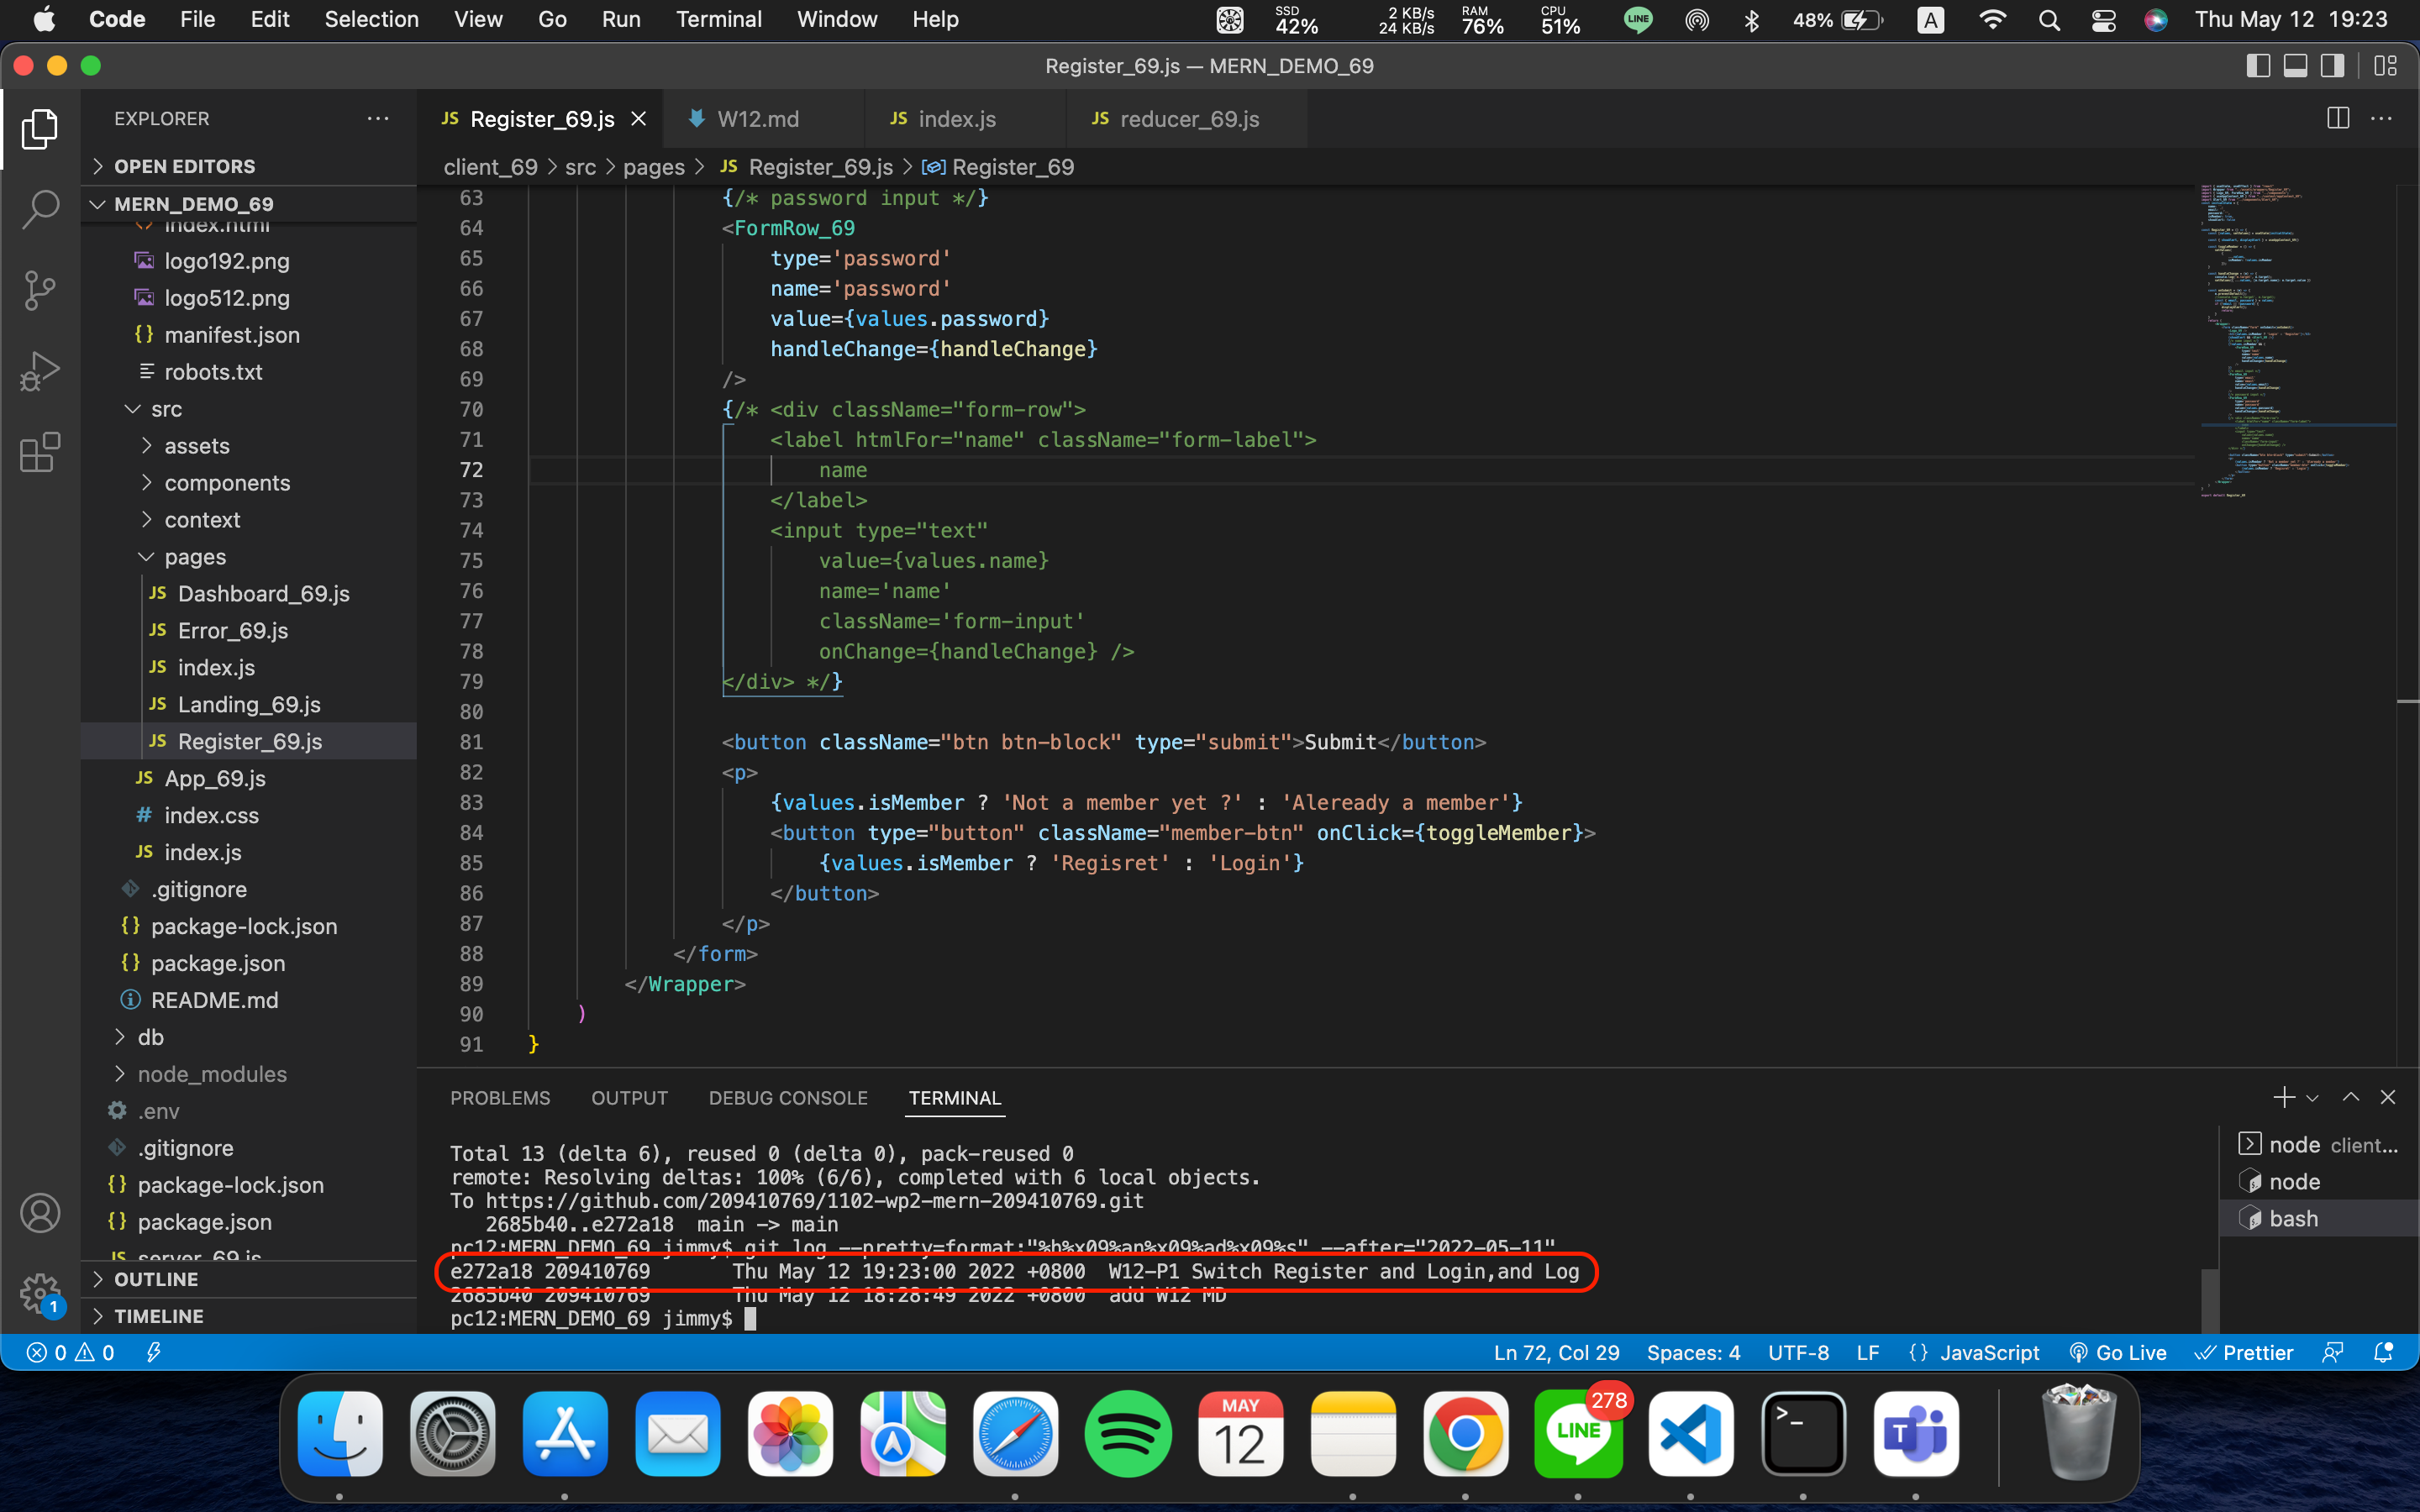 Code File Edit Selection View Go Run Terminal Window Help
SSD 42% 2 KB/s 24 KB/s RAM 76% CPU 51% LINE 48% A Thu May 12 19:23
Register_69.js — MERN_DEMO_69
EXPLORER
OPEN EDITORS
MERN_DEMO_69
index.html
logo192.png
logo512.png
{} manifest.json
robots.txt
src
assets
components
context
pages
JS Dashboard_69.js
JS Error_69.js
JS index.js
JS Landing_69.js
JS Register_69.js
JS App_69.js
# index.css
JS index.js
.gitignore
{} package-lock.json
{} package.json
README.md
db
node_modules
.env
.gitignore
{} package-lock.json
{} package.json
JS server_69.js
OUTLINE
TIMELINE
1
JS Register_69.js W12.md JS index.js JS reducer_69.js
client_69 > src > pages > JS Register_69.js > Register_69
63 {/* password input */}
64 <FormRow_69
65 type='password'
66 name='password'
67 value={values.password}
68 handleChange={handleChange}
69 />
70 {/* <div className="form-row">
71 <label htmlFor="name" className="form-label">
72 name
73 </label>
74 <input type="text"
75 value={values.name}
76 name='name'
77 className='form-input'
78 onChange={handleChange} />
79 </div> */}
80
81 <button className="btn btn-block" type="submit">Submit</button>
82 <p>
83 {values.isMember ? 'Not a member yet ?' : 'Aleready a member'}
84 <button type="button" className="member-btn" onClick={toggleMember}>
85 {values.isMember ? 'Regisret' : 'Login'}
86 </button>
87 </p>
88 </form>
89 </Wrapper>
90 )
91 }
PROBLEMS OUTPUT DEBUG CONSOLE TERMINAL
Total 13 (delta 6), reused 0 (delta 0), pack-reused 0
remote: Resolving deltas: 100% (6/6), completed with 6 local objects.
To https://github.com/209410769/1102-wp2-mern-209410769.git
2685b40..e272a18 main -> main
pc12:MERN_DEMO_69 jimmy$ git log --pretty=format:"%h%x09%an%x09%ad%x09%s" --after="2022-05-11"
e272a18 209410769 Thu May 12 19:23:00 2022 +0800 W12-P1 Switch Register and Login,and Log
2685b40 209410769 Thu May 12 18:28:49 2022 +0800 add W12 MD
pc12:MERN_DEMO_69 jimmy$
node client...
node
bash
0 0 Ln 72, Col 29 Spaces: 4 UTF-8 LF {} JavaScript Go Live Prettier
MAY
12
LINE
278
T